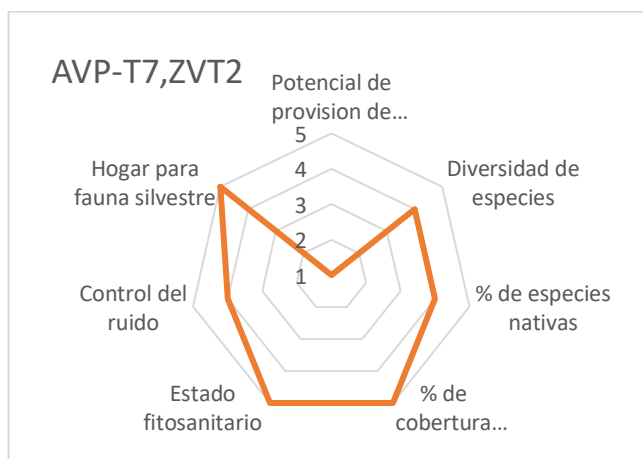 AVP-T7,ZVT2
Potencial de
provision de...
5
4
3
2
1
Diversidad de
especies
% de especies
nativas
% de
cobertura...
Estado
fitosanitario
Control del
ruido
Hogar para
fauna silvestre